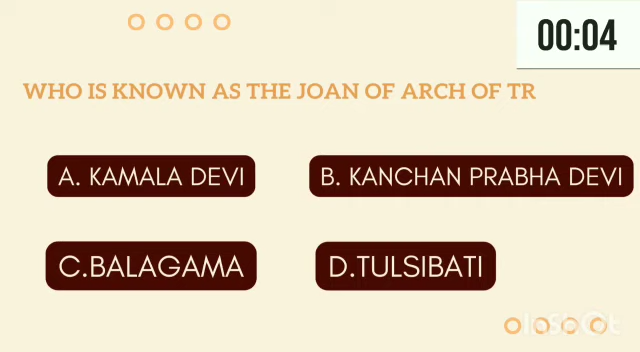 00:04
WHO IS KNOWN AS THE JOAN OF ARCH OF TR
A. KAMALA DEVI
B. KANCHAN PRABHA DEVI
C.BALAGAMA
D.TULSIBATI